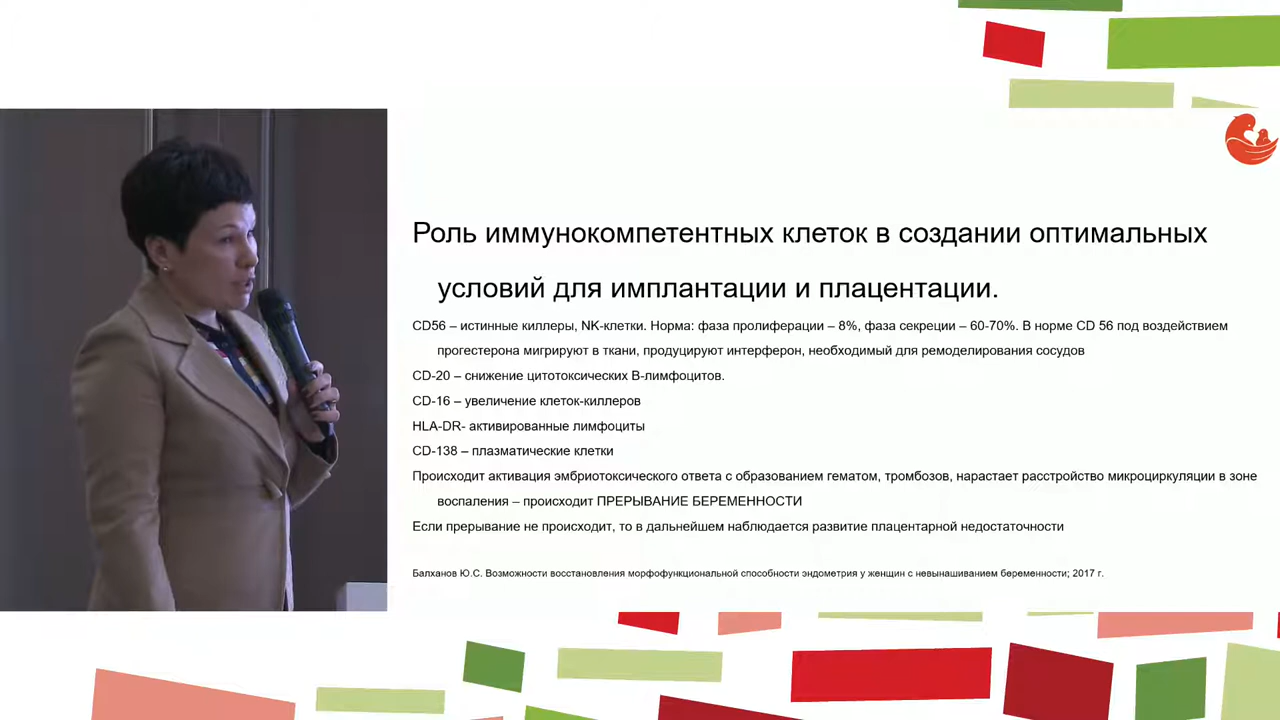 Роль иммунокомпетентных клеток в создании оптимальных
условий для имплантации и плацентации.
CD56 – истинные киллеры, NK-клетки. Норма: фаза пролиферации – 8%, фаза секреции – 60-70%. В норме CD 56 под воздействием
прогестерона мигрируют в ткани, продуцируют интерферон, необходимый для ремоделирования сосудов
CD-20 – снижение цитотоксических В-лимфоцитов.
CD-16 – увеличение клеток-киллеров
HLA-DR- активированные лимфоциты
CD-138 – плазматические клетки
Происходит активация эмбриотоксического ответа с образованием гематом, тромбозов, нарастает расстройство микроциркуляции в зоне
воспаления – происходит ПРЕРЫВАНИЕ БЕРЕМЕННОСТИ
Если прерывание не происходит, то в дальнейшем наблюдается развитие плацентарной недостаточности
Балханов Ю.С. Возможности восстановления морфофункциональной способности эндометрия у женщин с невынашиванием беременности; 2017 г.